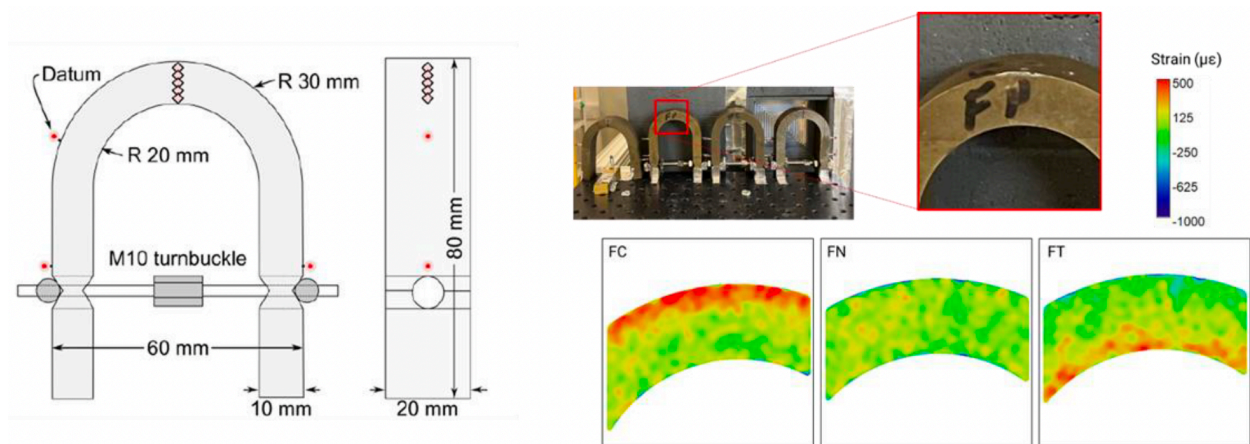 Datum
R 30 mm
R 20 mm
M10 turnbuckle
60 mm
10 mm
80 mm
20 mm
FP
Strain (με)
500
125
-250
-625
-1000
FC
FN
FT